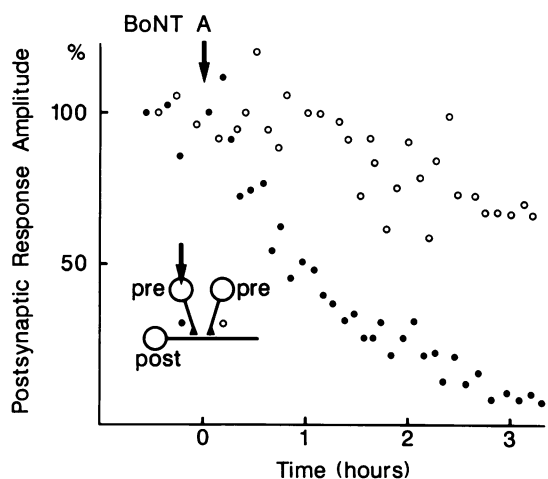 BoNT A
%
Postsynaptic Response Amplitude
100
50
pre
pre
post
0
1
2
3
Time (hours)